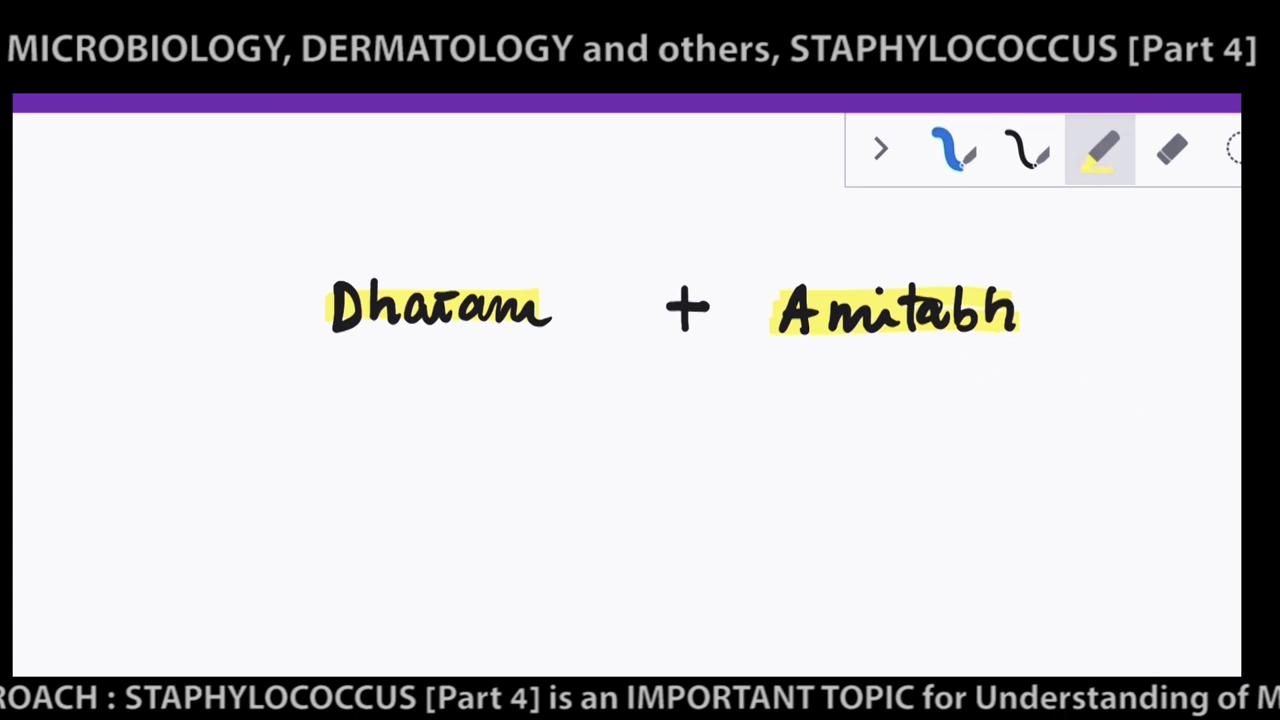 MICROBIOLOGY, DERMATOLOGY and others, STAPHYLOCOCCUS [Part 4]
Dharam + Amitabh
ROACH : STAPHYLOCOCCUS [Part 4] is an IMPORTANT TOPIC for Understanding of M